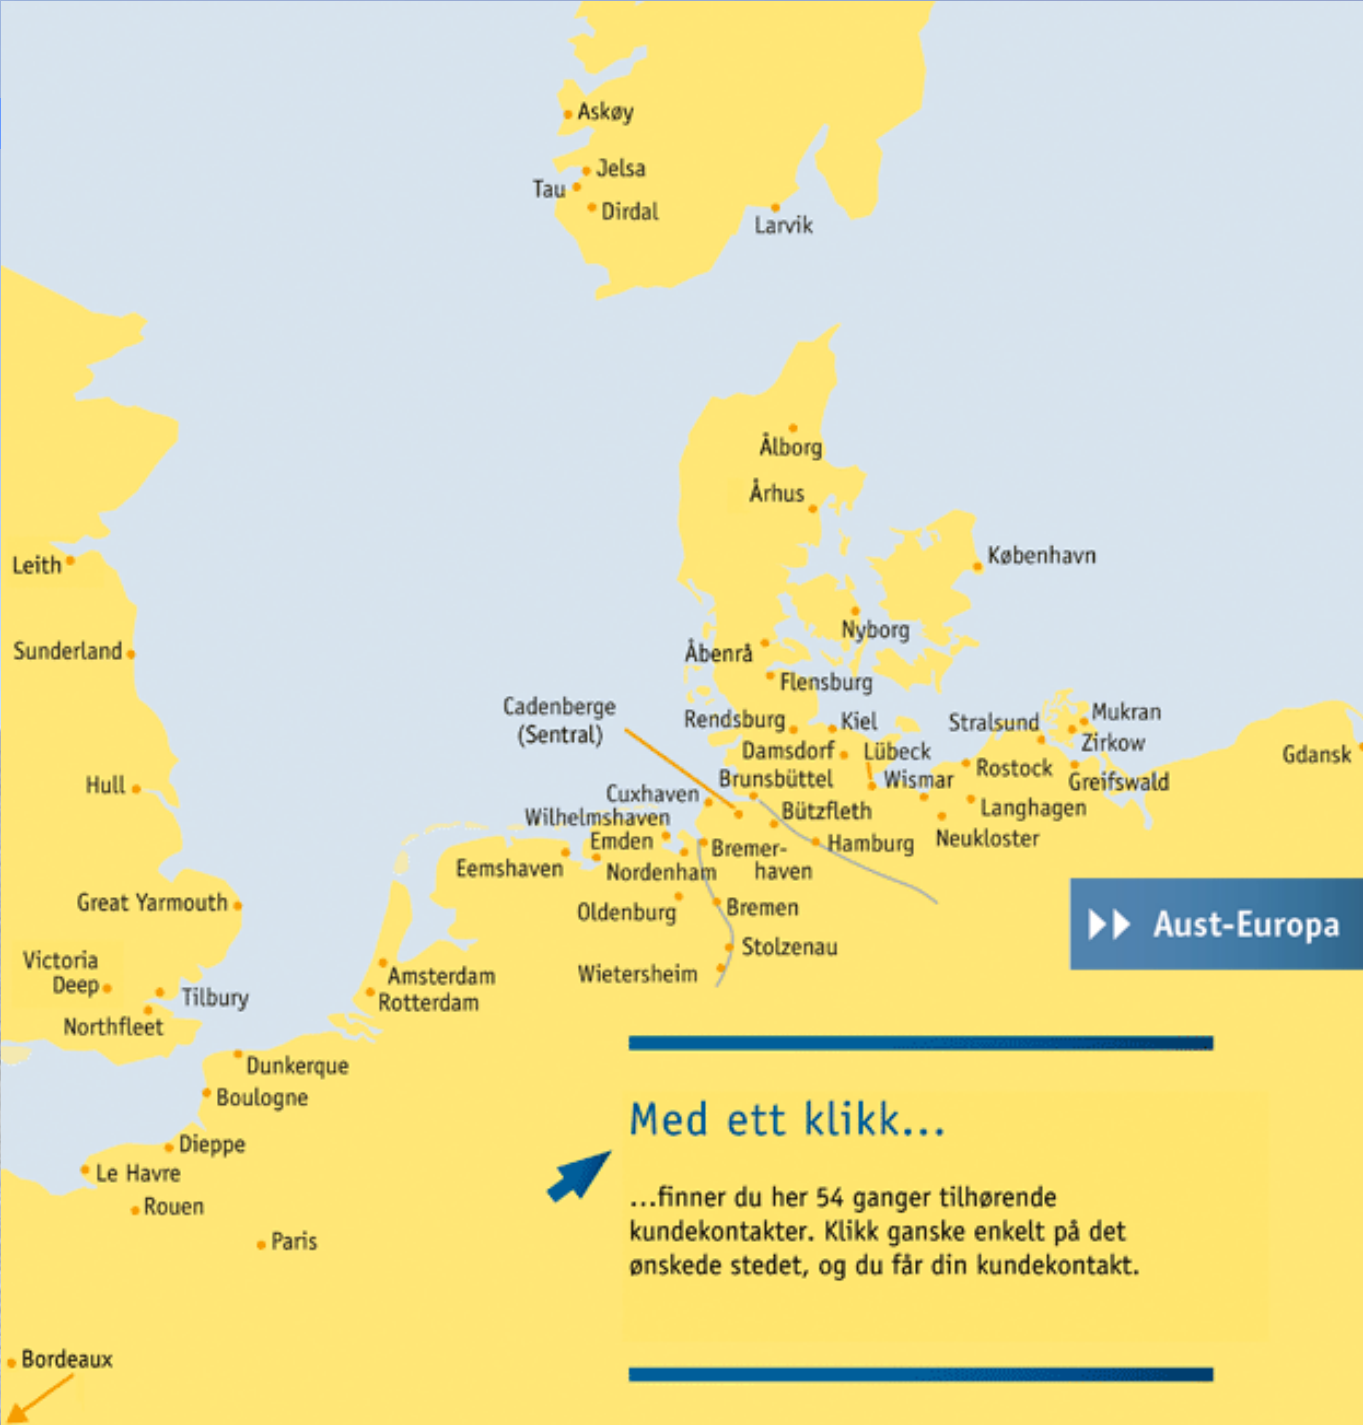 Askøy
Jelsa
Tau
Dirdal
Larvik
Ålborg
Århus
København
Leith
Nyborg
Sunderland
Åbenrå
Flensburg
Cadenberge
(Sentral)
Rendsburg
Kiel
Stralsund
Mukran
Zirkow
Damsdorf
Lübeck
Gdansk
Rostock
Brunsbüttel
Wismar
Greifswald
Hull
Cuxhaven
Langhagen
Wilhelmshaven
Bützfleth
Emden
Hamburg
Neukloster
Bremer-
haven
Eemshaven
Nordenham
Great Yarmouth
Oldenburg
Bremen
Aust-Europa
Stolzenau
Victoria
Deep
Wietersheim
Amsterdam
Tilbury
Rotterdam
Northfleet
Dunkerque
Boulogne
Med ett klikk...
Dieppe
Le Havre
...finner du her 54 ganger tilhørende
kundekontakter. Klikk ganske enkelt på det
ønskede stedet, og du får din kundekontakt.
Rouen
Paris
Bordeaux